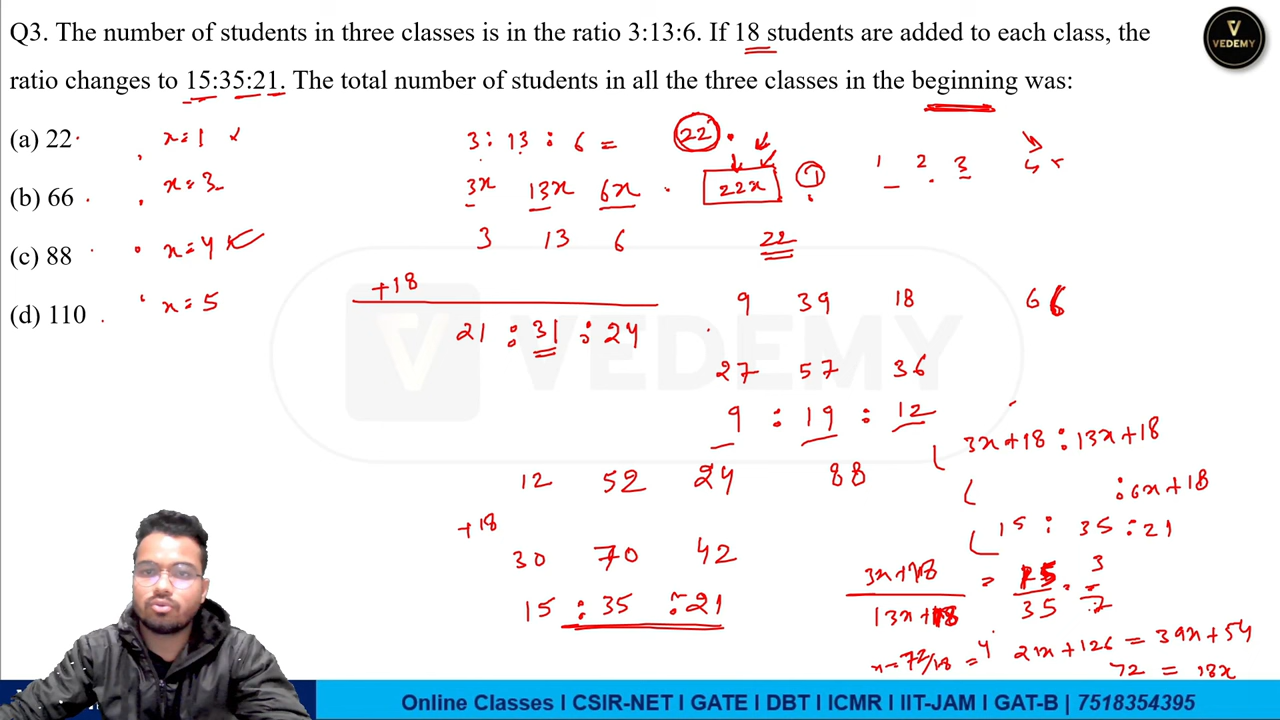 Q3. The number of students in three classes is in the ratio 3:13:6. If 18 students are added to each class, the
ratio changes to 15:35:21. The total number of students in all the three classes in the beginning was:
VEDEMY
(a) 22
x=1 ×
3 : 13 : 6 = 22
(b) 66
x=3
3x 13x 6x 22x
1 2 3
(c) 88
x=4
3 13 6 22
(d) 110
x=5
+18
21 : 31 : 24
9 39 18 66
27 57 36
9 : 19 : 12
VEDEMY
12 52 24 88
+18
30 70 42
15 : 35 : 21
3x+18 : 13x+18
: 6x+18
15 : 35 : 21
3x+18 / 13x+18 = 15/35 = 3/7
21x+126 = 39x+54
72 = 18x
x=72/18 = 4
Online Classes I CSIR-NET I GATE I DBT I ICMR I IIT-JAM I GAT-B I 7518354395